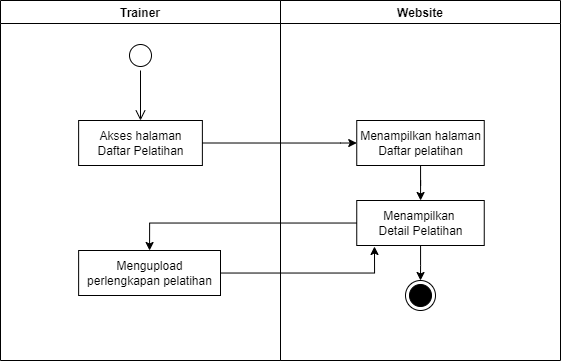 Trainer
Website
Akses halaman
Daftar Pelatihan
Menampilkan halaman
Daftar pelatihan
Menampilkan
Detail Pelatihan
Mengupload
perlengkapan pelatihan